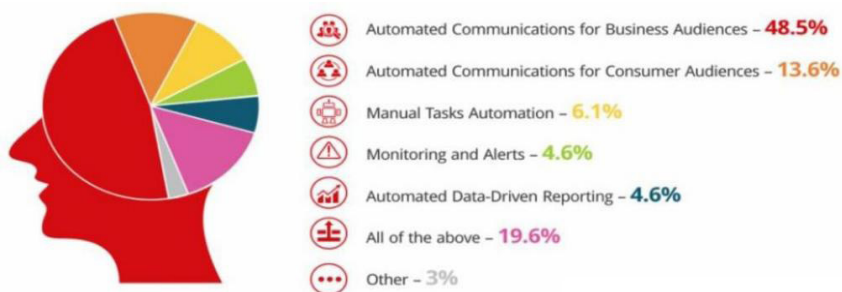 Automated Communications for Business Audiences – 48.5%
Automated Communications for Consumer Audiences – 13.6%
Manual Tasks Automation – 6.1%
Monitoring and Alerts – 4.6%
Automated Data-Driven Reporting – 4.6%
All of the above – 19.6%
Other – 3%